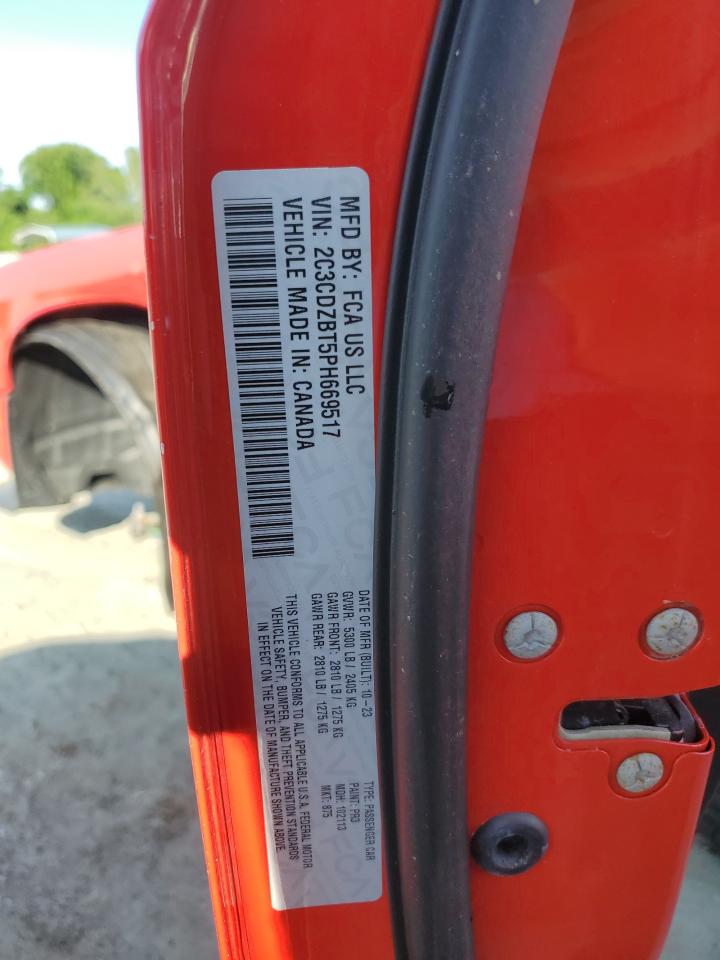 MFD BY: FCA US LLC
VIN: 2C3CDZBT5PH669517
VEHICLE MADE IN: CANADA
DATE OF MFR (BUILT): 10-23
GVWR: 5300 LB / 2405 KG
GAWR FRONT: 2810 LB / 1275 KG
GAWR REAR: 2810 LB / 1275 KG
TYPE: PASSENGER CAR
PAINT: PR3
MDH: 102113
MKT: 875
THIS VEHICLE CONFORMS TO ALL APPLICABLE U.S.A. FEDERAL MOTOR
VEHICLE SAFETY, BUMPER, AND THEFT PREVENTION STANDARDS
IN EFFECT ON THE DATE OF MANUFACTURE SHOWN ABOVE.